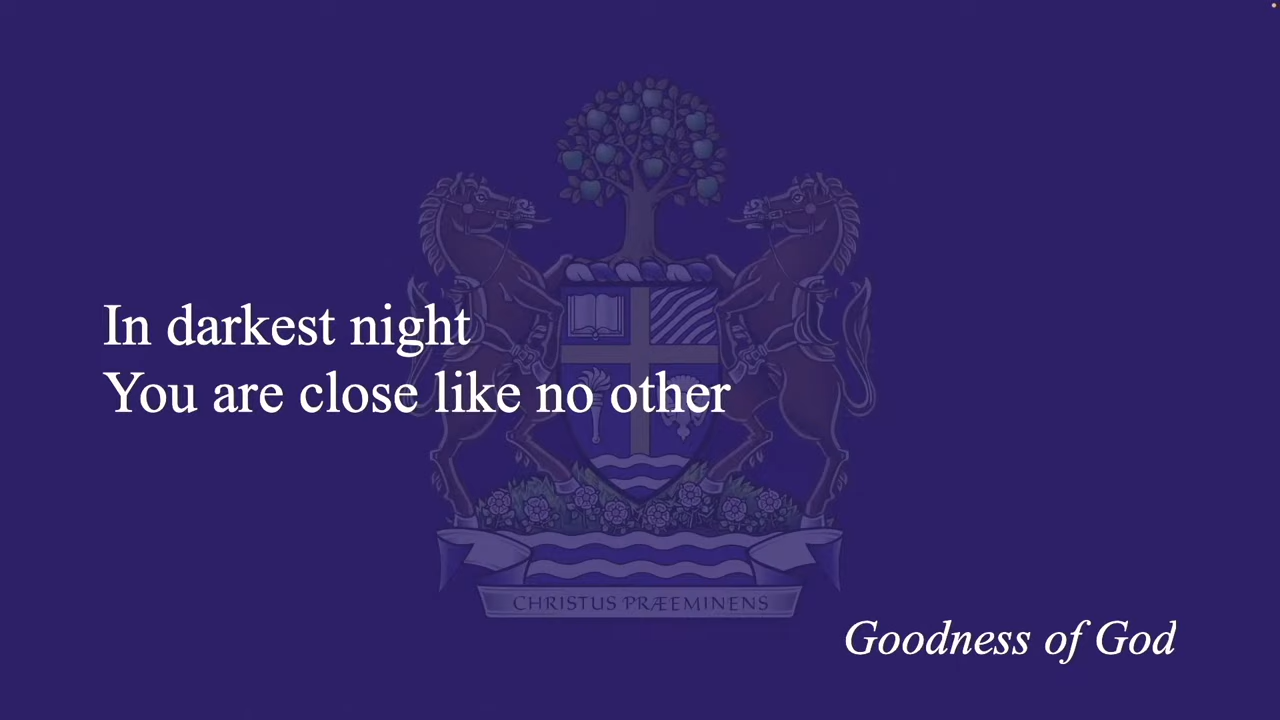 In darkest night
You are close like no other
CHRISTUS PRÆEMINENS
Goodness of God